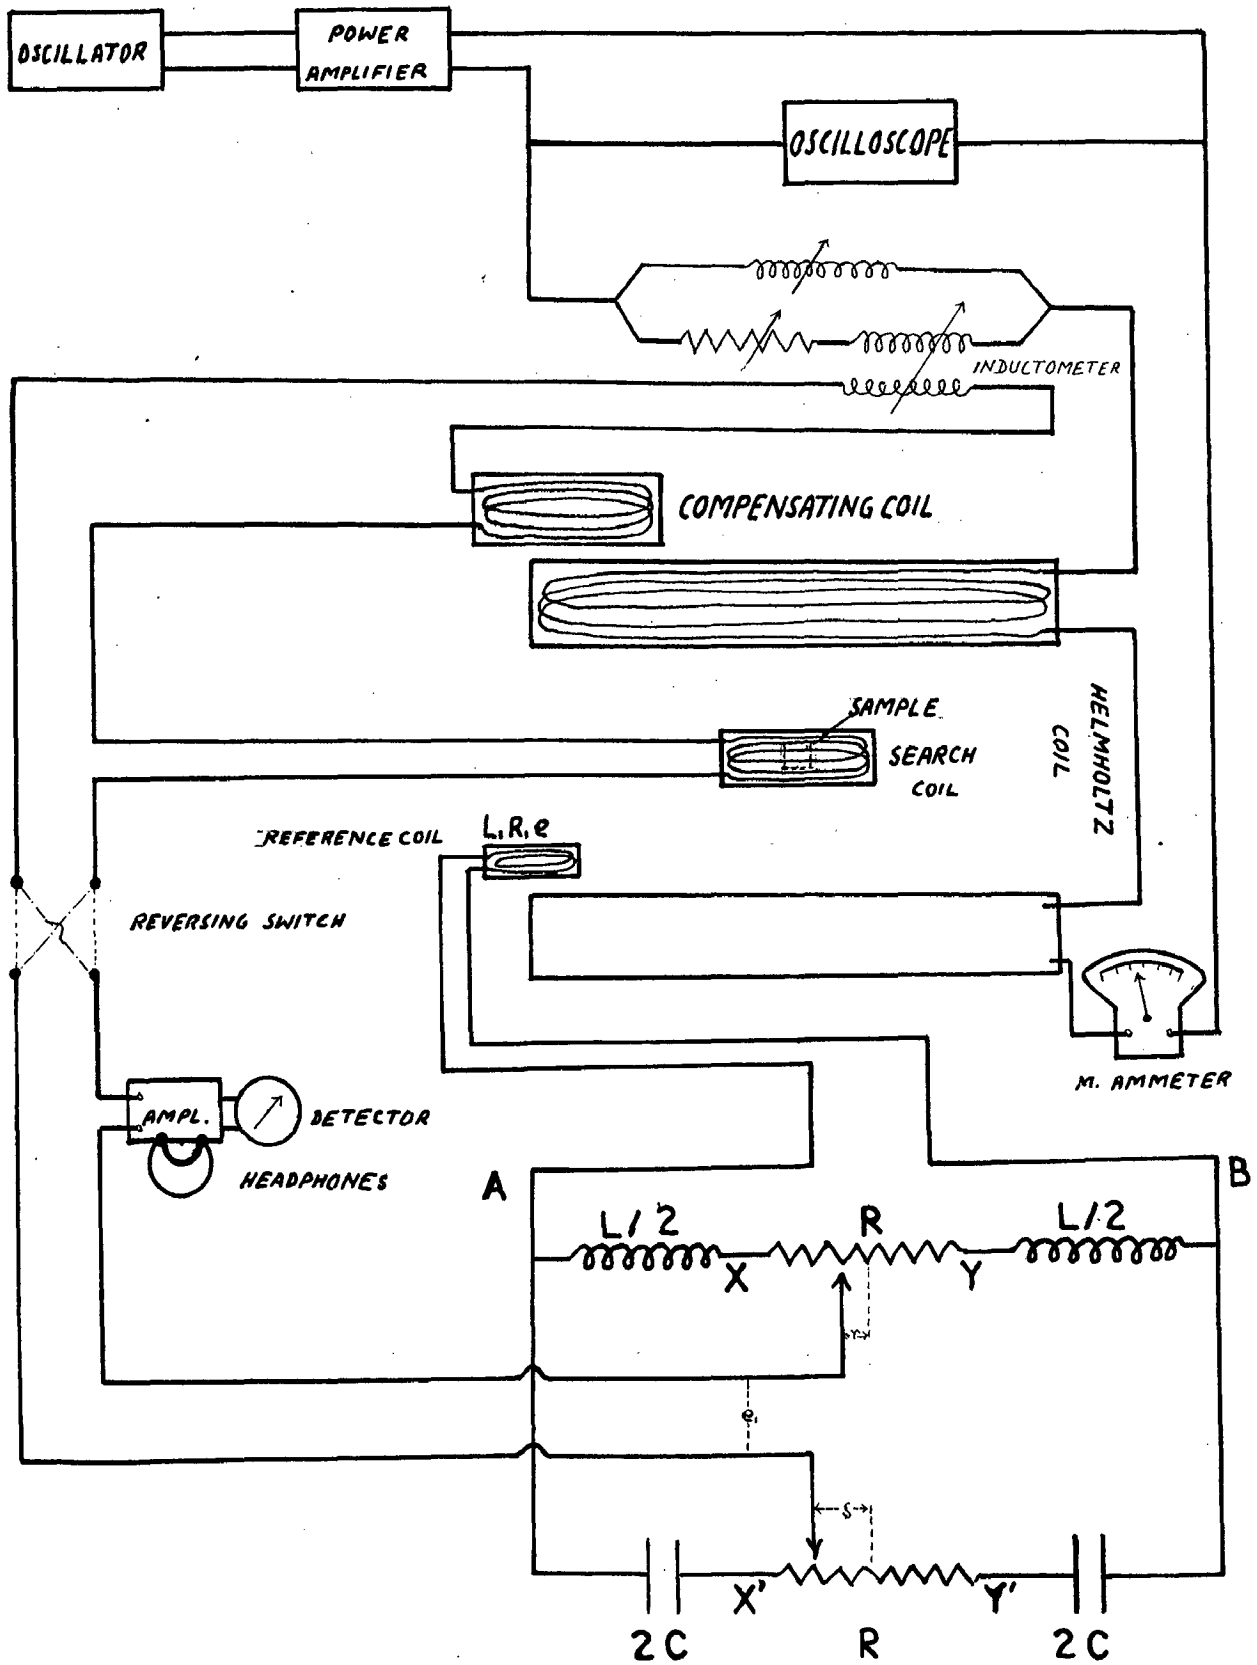 OSCILLATOR
POWER
AMPLIFIER
OSCILLOSCOPE
INDUCTOMETER
COMPENSATING COIL
HELMHOLTZ
COIL
SAMPLE
SEARCH
COIL
REFERENCE COIL
L, R, e
REVERSING SWITCH
M. AMMETER
AMPL.
DETECTOR
HEADPHONES
A
B
L/2
R
L/2
X
Y
r
e,
S
X'
Y'
2C
R
2C